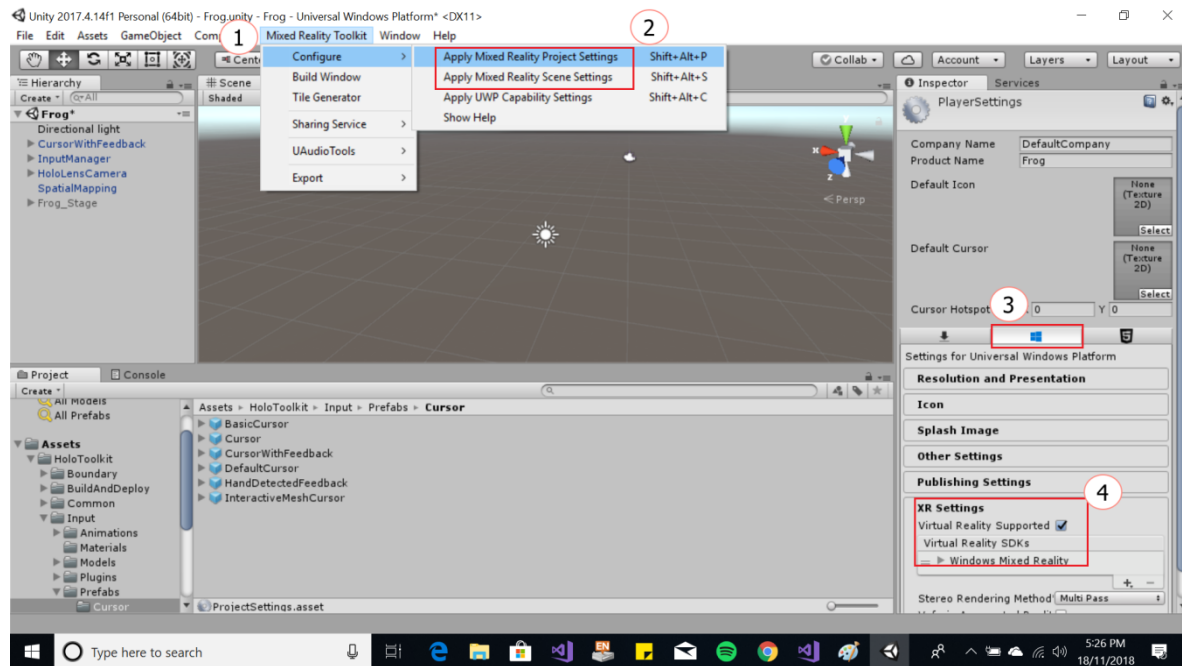 Unity 2017.4.14f1 Personal (64bit) - Frog.unity - Frog - Universal Windows Platform* <DX11>
File Edit Assets GameObject Com 1 Mixed Reality Toolkit Window Help
2
Configure > Apply Mixed Reality Project Settings Shift+Alt+P
Build Window Apply Mixed Reality Scene Settings Shift+Alt+S
Tile Generator Apply UWP Capability Settings Shift+Alt+C
Show Help
Sharing Service >
UAudioTools >
Export >
Cent
Collab Account Layers Layout
Hierarchy
Create All
Frog*
Directional light
CursorWithFeedback
InputManager
HoloLensCamera
SpatialMapping
Frog_Stage
# Scene
Shaded
Y
x
z
< Persp
Inspector Services
PlayerSettings
Company Name DefaultCompany
Product Name Frog
Default Icon
None
(Texture
2D)
Select
Default Cursor
None
(Texture
2D)
Select
Cursor Hotspot 3 0 Y 0
Settings for Universal Windows Platform
Resolution and Presentation
Icon
Splash Image
Other Settings
Publishing Settings
4
XR Settings
Virtual Reality Supported
Virtual Reality SDKs
Windows Mixed Reality
+ -
Stereo Rendering Method* Multi Pass
Project Console
Create
All Models
All Prefabs
Assets
HoloToolkit
Boundary
BuildAndDeploy
Common
Input
Animations
Materials
Models
Plugins
Prefabs
Cursor
Assets ▸ HoloToolkit ▸ Input ▸ Prefabs ▸ Cursor
BasicCursor
Cursor
CursorWithFeedback
DefaultCursor
HandDetectedFeedback
InteractiveMeshCursor
ProjectSettings.asset
Type here to search
EN
5:26 PM
18/11/2018